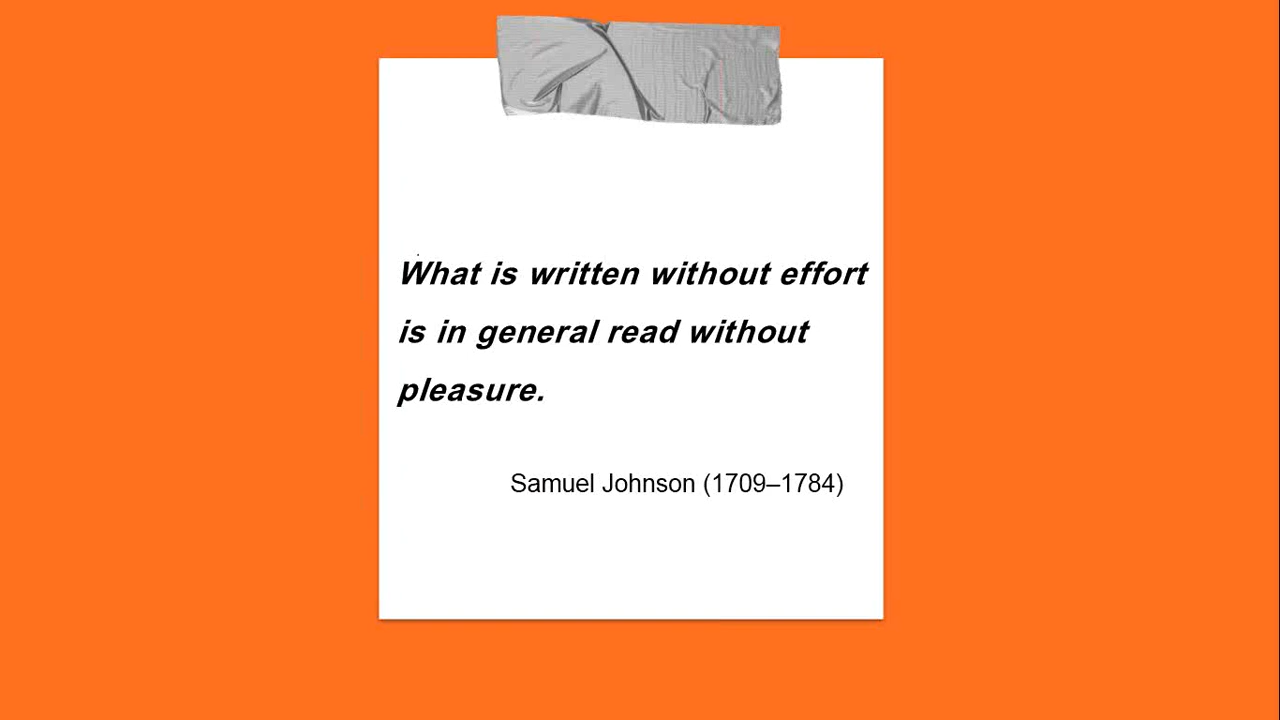 What is written without effort
is in general read without
pleasure.
Samuel Johnson (1709–1784)